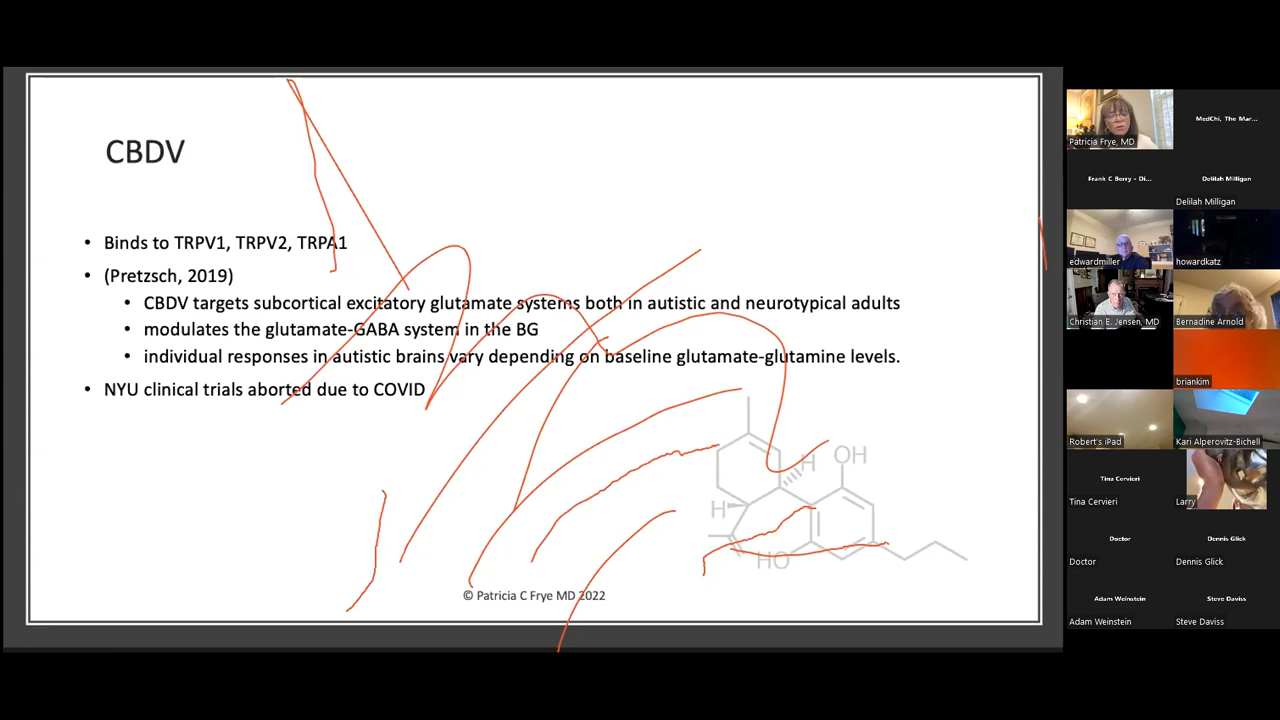 CBDV
• Binds to TRPV1, TRPV2, TRPA1
• (Pretzsch, 2019)
• CBDV targets subcortical excitatory glutamate systems both in autistic and neurotypical adults
• modulates the glutamate-GABA system in the BG
• individual responses in autistic brains vary depending on baseline glutamate-glutamine levels.
• NYU clinical trials aborted due to COVID
H
OH
H
HO
© Patricia C Frye MD 2022
Patricia Frye, MD
MedChi, The Mar...
Frank C Berry - Di...
Delilah Milligan
Delilah Milligan
edwardmiller
howardkatz
Christian E. Jensen, MD
Bernadine Arnold
briankim
Robert's iPad
Kari Alperovitz-Bichell
Tina Cervieri
Tina Cervieri
Larry
Doctor
Doctor
Dennis Glick
Dennis Glick
Adam Weinstein
Adam Weinstein
Steve Daviss
Steve Daviss